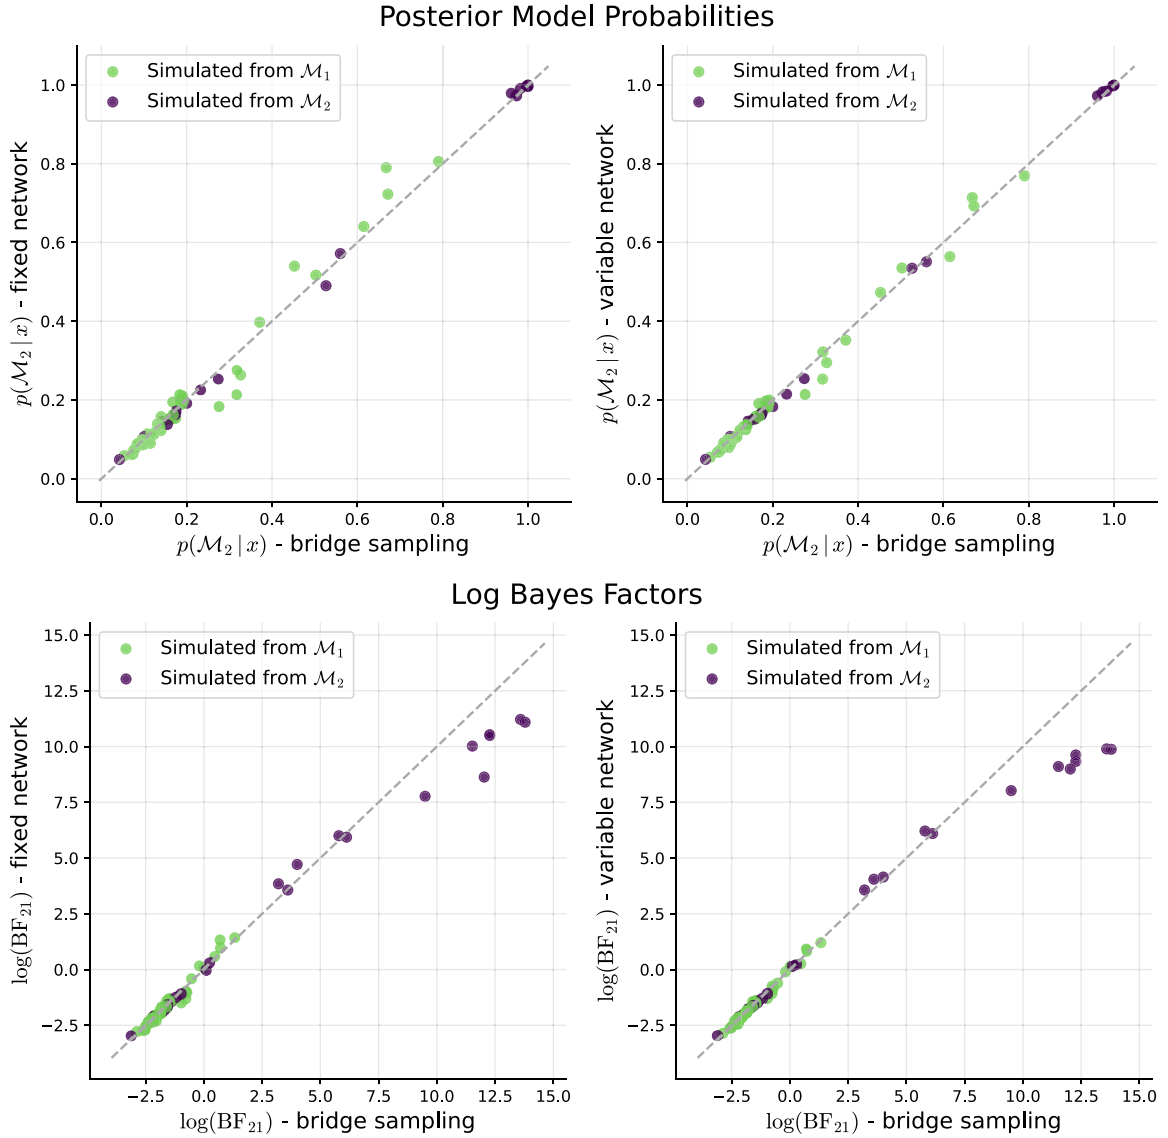 Posterior Model Probabilities
Simulated from ℳ₁
Simulated from ℳ₂
1.0
0.8
0.6
0.4
0.2
0.0
p(ℳ₂ | x) - fixed network
0.0 0.2 0.4 0.6 0.8 1.0
p(ℳ₂ | x) - bridge sampling
Simulated from ℳ₁
Simulated from ℳ₂
1.0
0.8
0.6
0.4
0.2
0.0
p(ℳ₂ | x) - variable network
0.0 0.2 0.4 0.6 0.8 1.0
p(ℳ₂ | x) - bridge sampling
Log Bayes Factors
Simulated from ℳ₁
Simulated from ℳ₂
15.0
12.5
10.0
7.5
5.0
2.5
0.0
−2.5
log(BF₂₁) - fixed network
−2.5 0.0 2.5 5.0 7.5 10.0 12.5 15.0
log(BF₂₁) - bridge sampling
Simulated from ℳ₁
Simulated from ℳ₂
15.0
12.5
10.0
7.5
5.0
2.5
0.0
−2.5
log(BF₂₁) - variable network
−2.5 0.0 2.5 5.0 7.5 10.0 12.5 15.0
log(BF₂₁) - bridge sampling